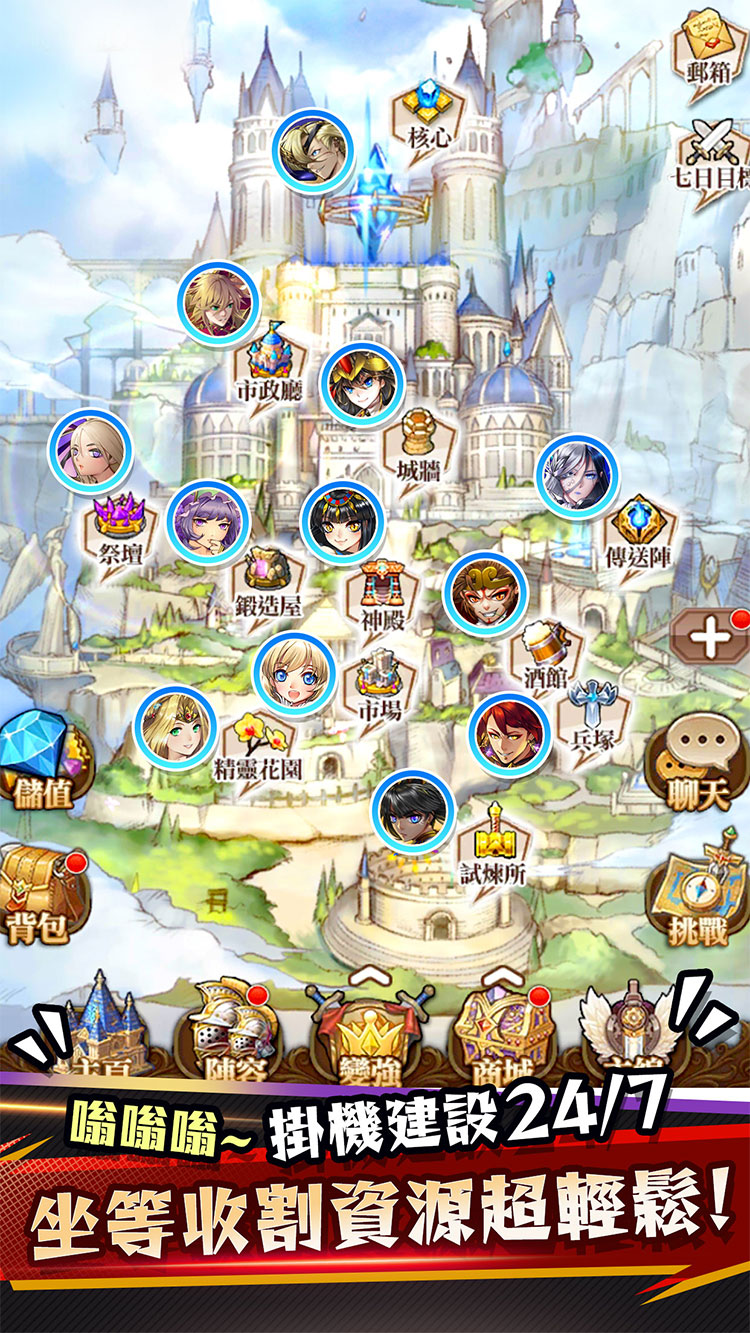 郵箱
核心
七日目標
市政廳
城牆
祭壇
傳送陣
鍛造屋
神殿
酒館
市場
兵塚
精靈花園
儲值
聊天
試煉所
背包
挑戰
主頁
陣容
變強
商城
嗡嗡嗡~掛機建設24/7
坐等收割資源超輕鬆!